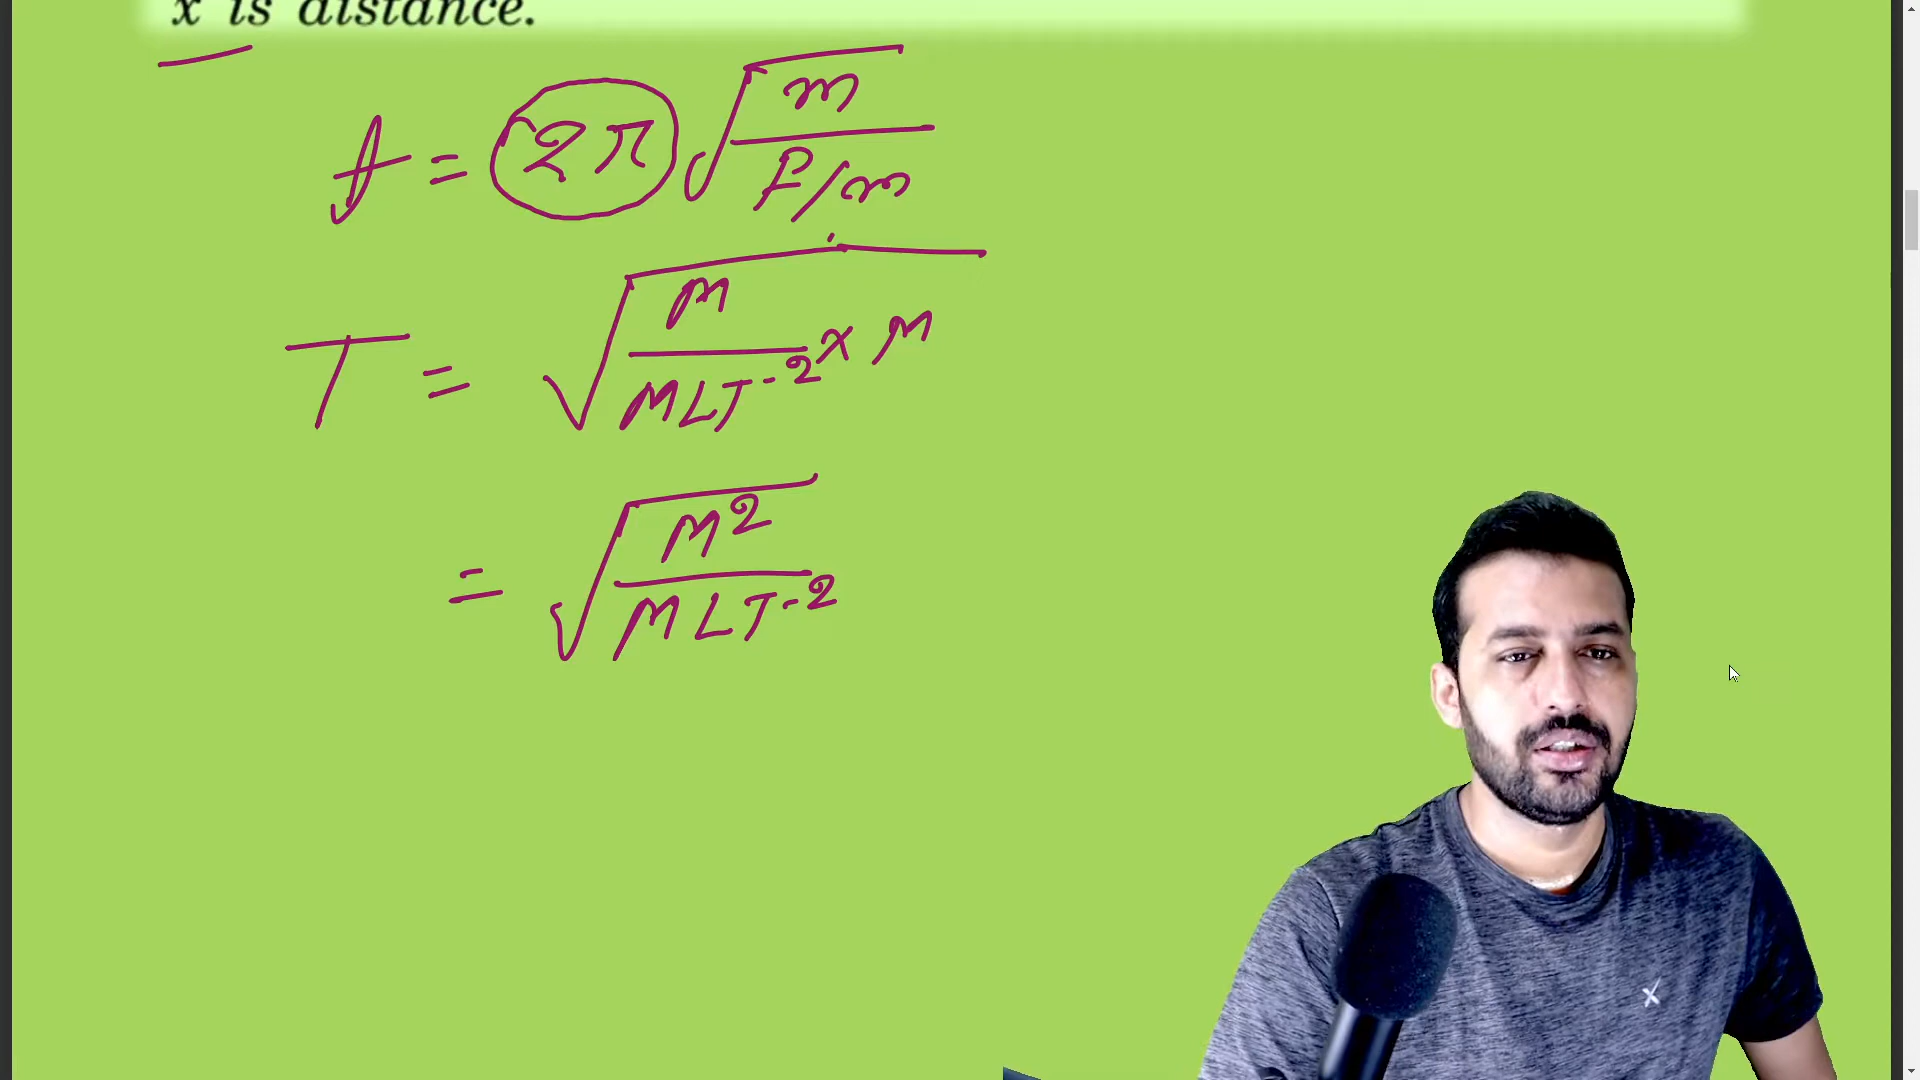 x is distance.
t = 2π √(m / F/m)
T = √(M / MLT⁻² × M)
= √(M² / MLT⁻²)